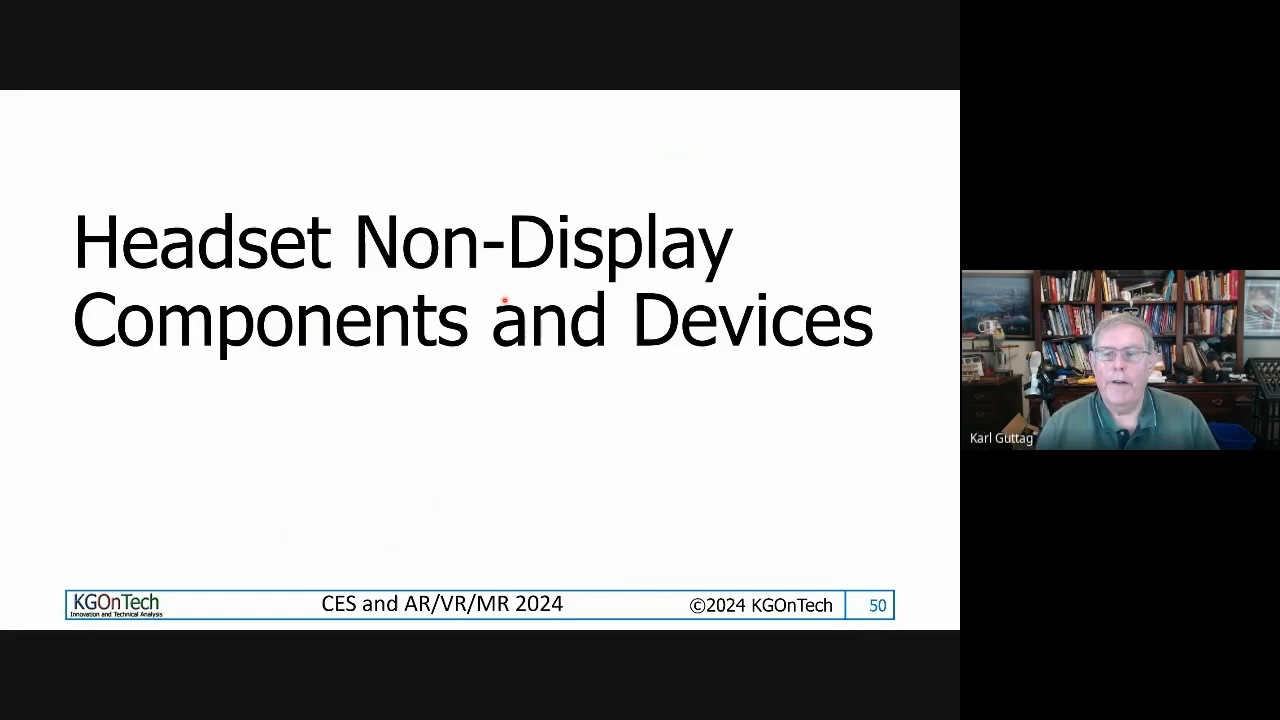 Headset Non-Display
Components and Devices
KGOnTech
Innovation and Technical Analysis
CES and AR/VR/MR 2024
©2024 KGOnTech
50
Karl Guttag